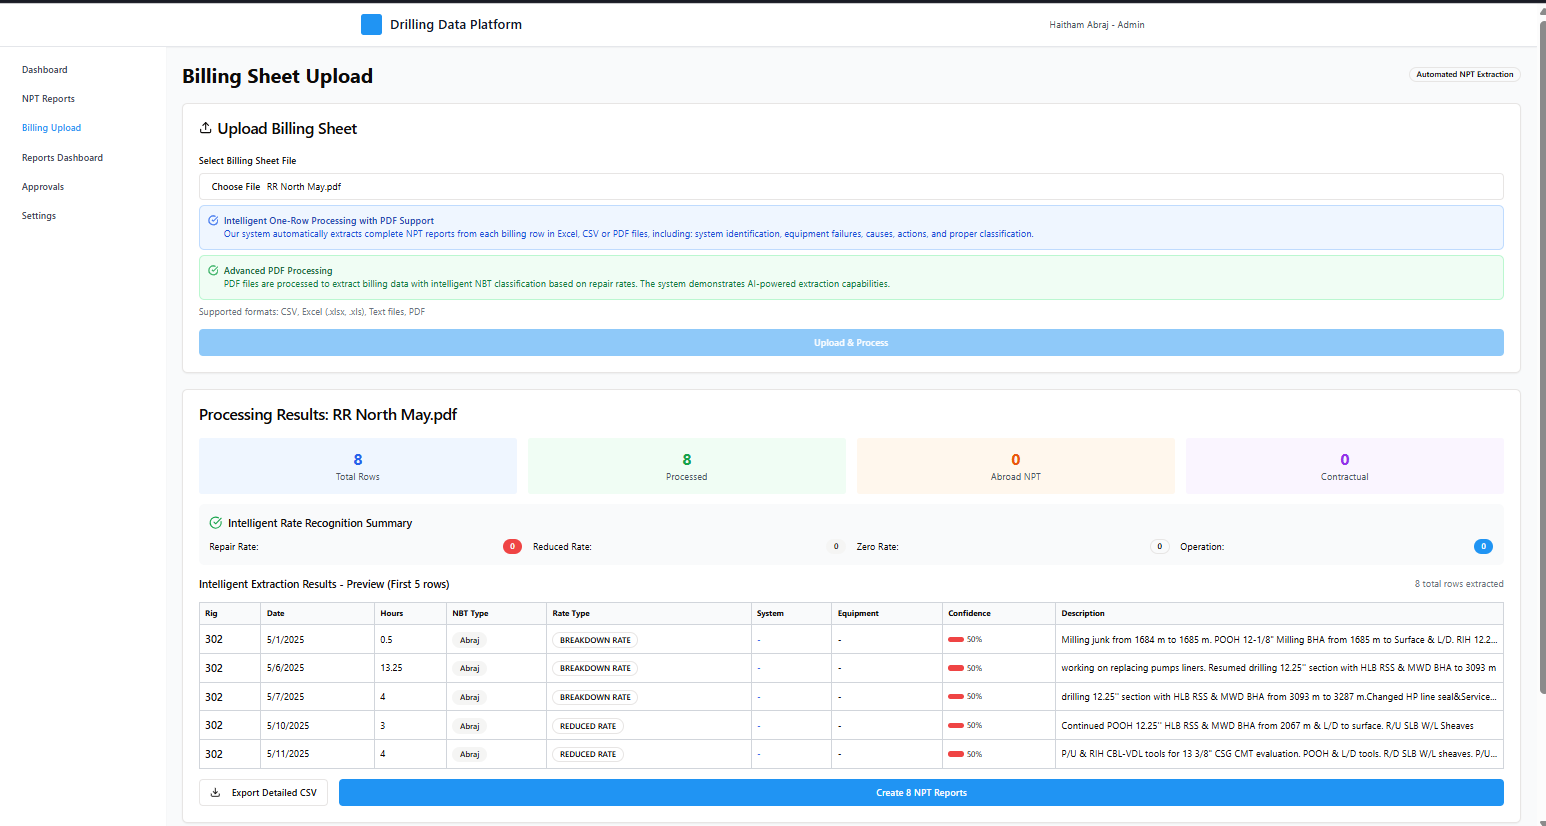 Drilling Data Platform
Haitham Abraj - Admin
Dashboard
NPT Reports
Billing Upload
Reports Dashboard
Approvals
Settings
Billing Sheet Upload
Automated NPT Extraction
Upload Billing Sheet
Select Billing Sheet File
Choose File RR North May.pdf
Intelligent One-Row Processing with PDF Support
Our system automatically extracts complete NPT reports from each billing row in Excel, CSV or PDF files, including: system identification, equipment failures, causes, actions, and proper classification.
Advanced PDF Processing
PDF files are processed to extract billing data with intelligent NBT classification based on repair rates. The system demonstrates AI-powered extraction capabilities.
Supported formats: CSV, Excel (.xlsx, .xls), Text files, PDF
Upload & Process
Processing Results: RR North May.pdf
8
Total Rows
8
Processed
0
Abroad NPT
0
Contractual
Intelligent Rate Recognition Summary
Repair Rate: 0 Reduced Rate: 0 Zero Rate: 0 Operation: 0
Intelligent Extraction Results - Preview (First 5 rows) 8 total rows extracted
Rig Date Hours NBT Type Rate Type System Equipment Confidence Description
302 5/1/2025 0.5 Abraj BREAKDOWN RATE - - 50% Milling junk from 1684 m to 1685 m. POOH 12-1/8" Milling BHA from 1685 m to Surface & L/D. RIH 12.2...
302 5/6/2025 13.25 Abraj BREAKDOWN RATE - - 50% working on replacing pumps liners. Resumed drilling 12.25" section with HLB RSS & MWD BHA to 3093 m
302 5/7/2025 4 Abraj BREAKDOWN RATE - - 50% drilling 12.25" section with HLB RSS & MWD BHA from 3093 m to 3287 m.Changed HP line seal&Service...
302 5/10/2025 3 Abraj REDUCED RATE - - 50% Continued POOH 12.25" HLB RSS & MWD BHA from 2067 m & L/D to surface. R/U SLB W/L Sheaves
302 5/11/2025 4 Abraj REDUCED RATE - - 50% P/U & RIH CBL-VDL tools for 13 3/8" CSG CMT evaluation. POOH & L/D tools. R/D SLB W/L sheaves. P/U...
Export Detailed CSV
Create 8 NPT Reports